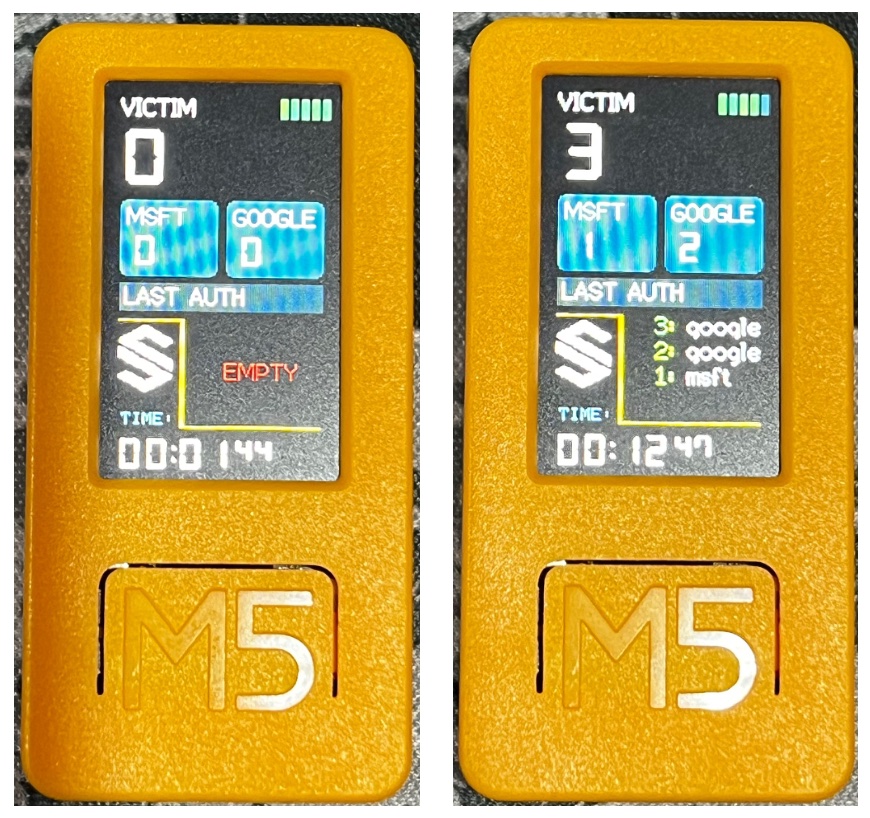 VICTIM
0
MSFT GOOGLE
0 0
LAST AUTH
EMPTY
TIME:
00:01 44
M5
VICTIM
3
MSFT GOOGLE
1 2
LAST AUTH
3: google
2: google
1: msft
TIME:
00:12 47
M5